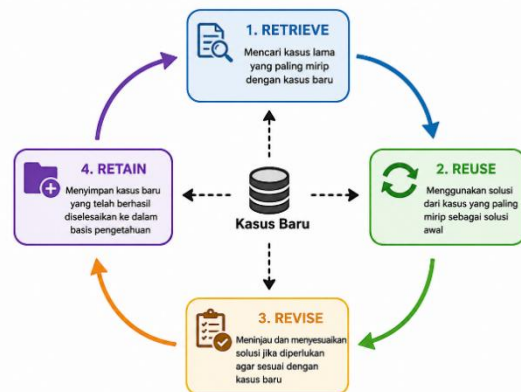 1. RETRIEVE
Mencari kasus lama
yang paling mirip
dengan kasus baru
2. REUSE
Menggunakan solusi
dari kasus yang paling
mirip sebagai solusi
awal
3. REVISE
Meninjau dan menyesuaikan
solusi jika diperlukan
agar sesuai dengan
kasus baru
4. RETAIN
Menyimpan kasus baru
yang telah berhasil
diselesaikan ke dalam
basis pengetahuan
Kasus Baru